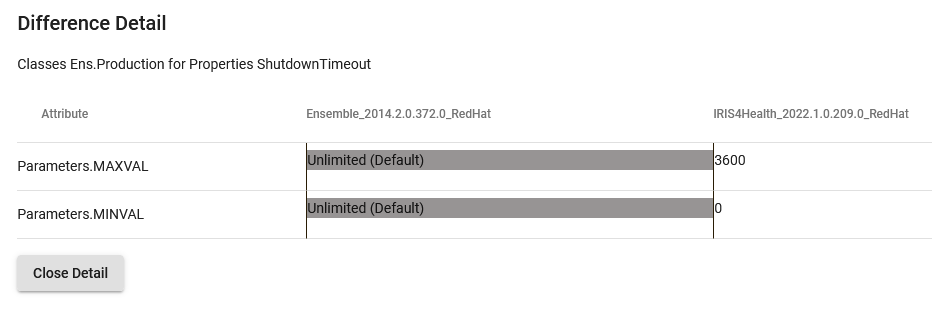 Difference Detail
Classes Ens.Production for Properties ShutdownTimeout
Attribute Ensemble_2014.2.0.372.0_RedHat IRIS4Health_2022.1.0.209.0_RedHat
Parameters.MAXVAL Unlimited (Default) 3600
Parameters.MINVAL Unlimited (Default) 0
Close Detail